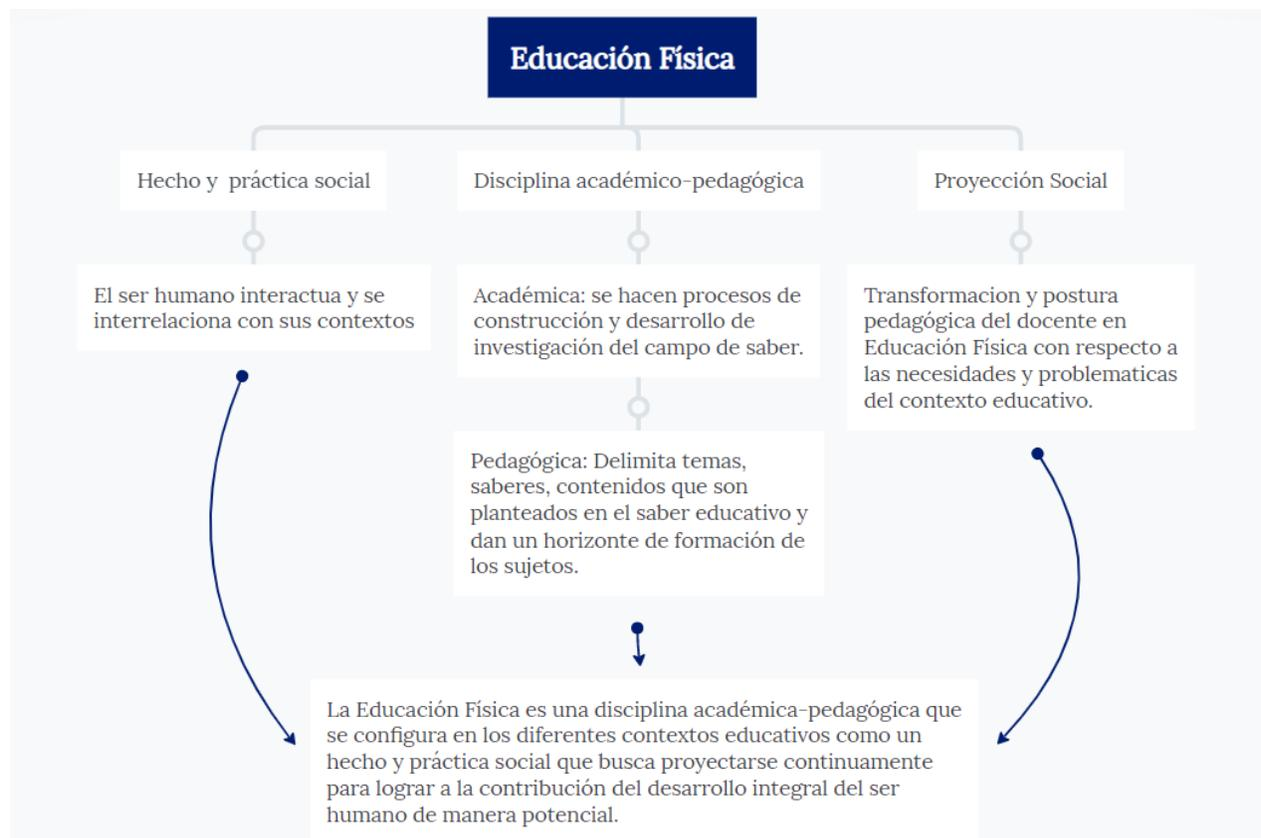 Educación Física
Hecho y práctica social
Disciplina académico-pedagógica
Proyección Social
El ser humano interactua y se
interrelaciona con sus contextos
Académica: se hacen procesos de
construcción y desarrollo de
investigación del campo de saber.
Transformacion y postura
pedagógica del docente en
Educación Física con respecto a
las necesidades y problematicas
del contexto educativo.
Pedagógica: Delimita temas,
saberes, contenidos que son
planteados en el saber educativo y
dan un horizonte de formación de
los sujetos.
La Educación Física es una disciplina académica-pedagógica que
se configura en los diferentes contextos educativos como un
hecho y práctica social que busca proyectarse continuamente
para lograr a la contribución del desarrollo integral del ser
humano de manera potencial.